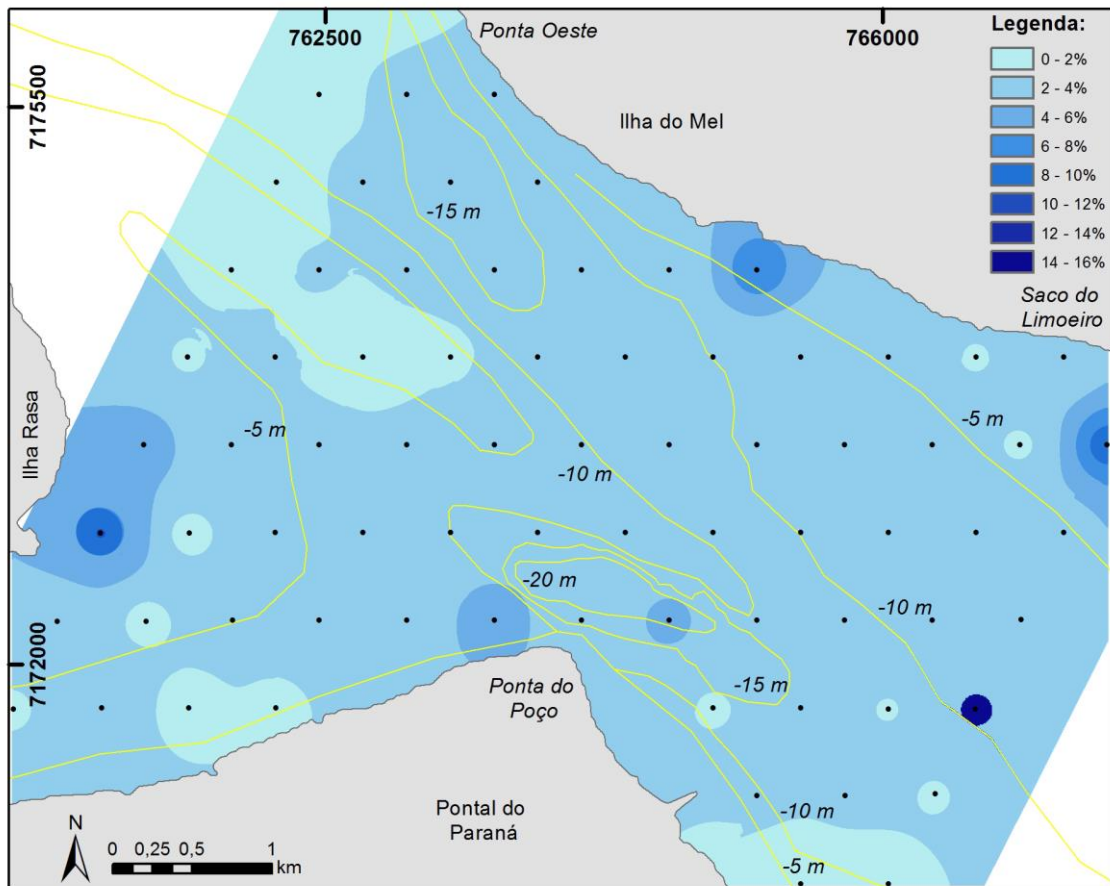 762500
766000
Ponta Oeste
Legenda:
0 - 2%
2 - 4%
4 - 6%
6 - 8%
8 - 10%
10 - 12%
12 - 14%
14 - 16%
7175500
Ilha do Mel
-15 m
Saco do
Limoeiro
Ilha Rasa
-5 m
-5 m
-10 m
-20 m
-10 m
7172000
Ponta do
Poço
-15 m
Pontal do
Paraná
-10 m
-5 m
N
0 0,25 0,5 1
km